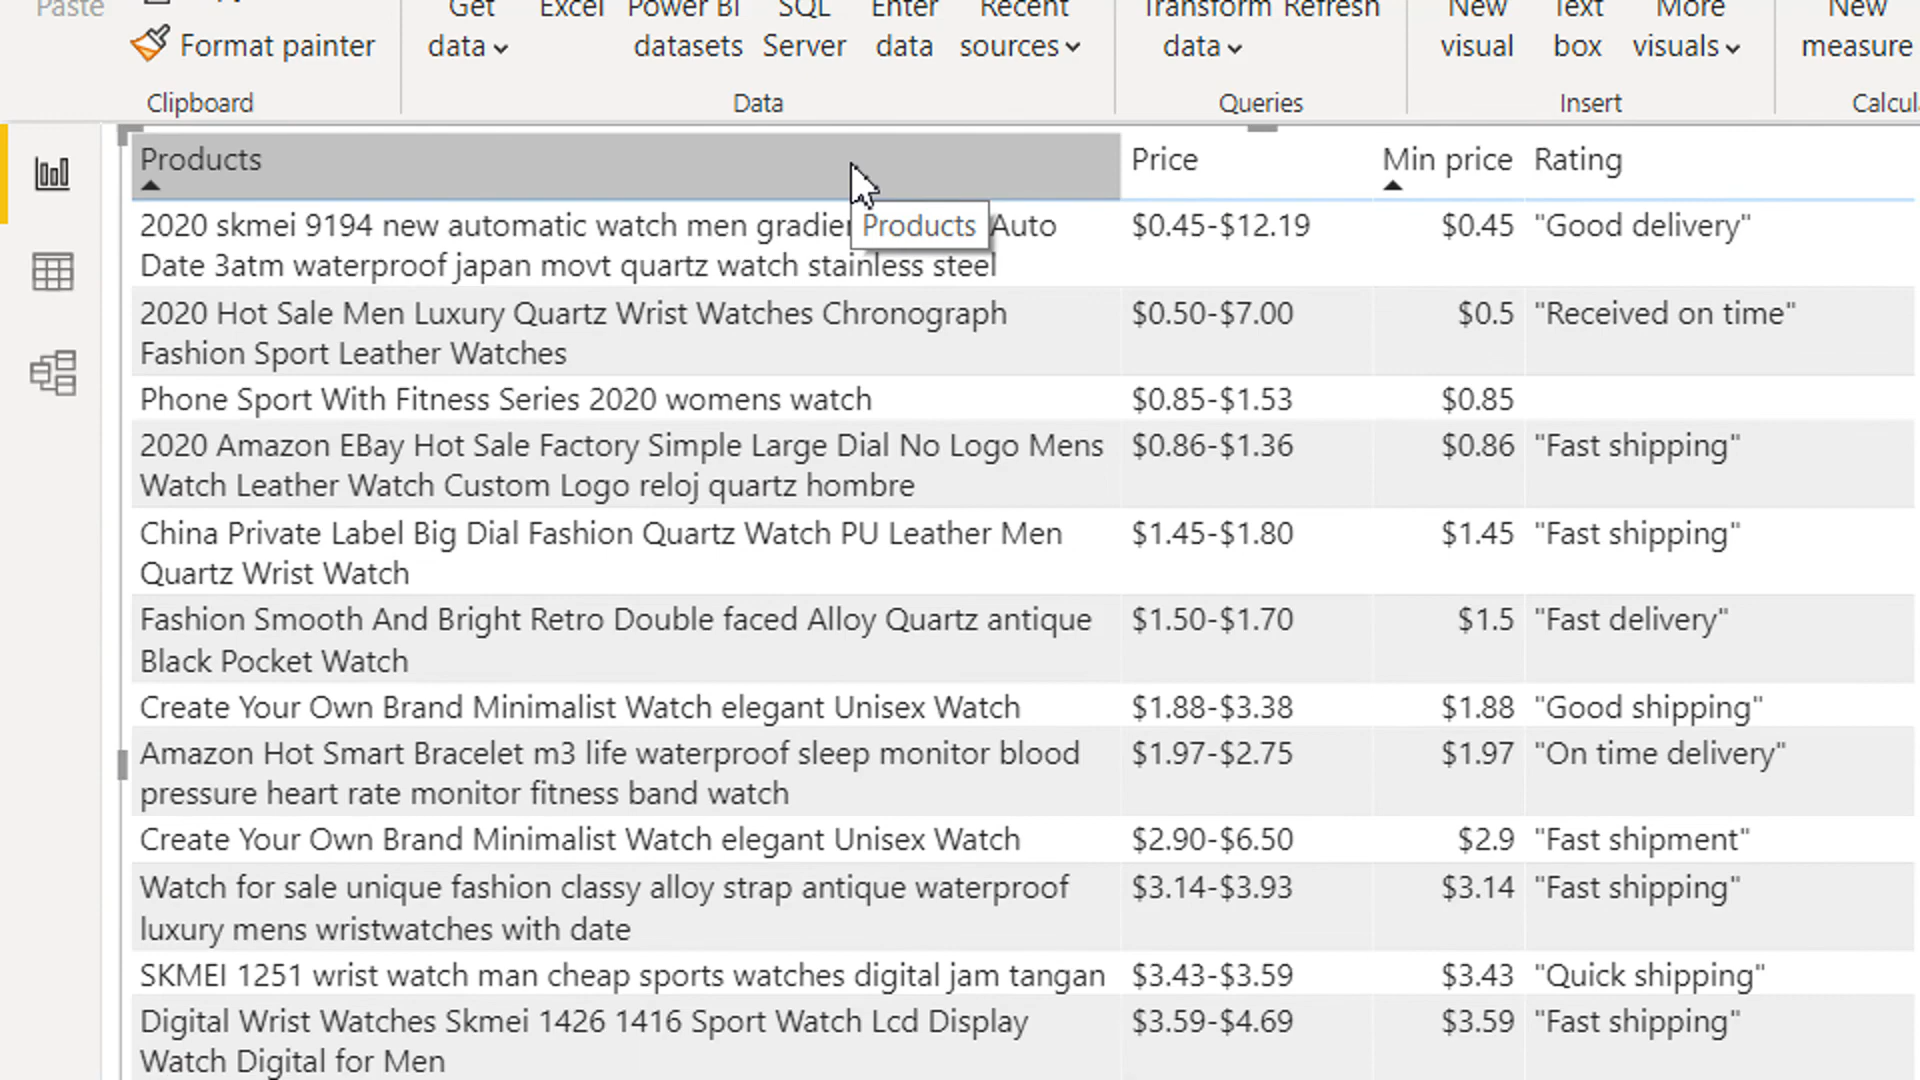 Paste
Format painter
Clipboard
Get data
Excel
Power BI datasets
SQL Server
Enter data
Recent sources
Data
Transform data
Refresh
Queries
New visual
Text box
More visuals
Insert
New measure
Products
Price
Min price
Rating
2020 skmei 9194 new automatic watch men Auto
Products
Date 3atm waterproof japan movt quartz watch stainless steel
$0.45-$12.19
$0.45
"Good delivery"
2020 Hot Sale Men Luxury Quartz Wrist Watches Chronograph
Fashion Sport Leather Watches
$0.50-$7.00
$0.5
"Received on time"
Phone Sport With Fitness Series 2020 womens watch
$0.85-$1.53
$0.85
2020 Amazon EBay Hot Sale Factory Simple Large Dial No Logo Mens
Watch Leather Watch Custom Logo reloj quartz hombre
$0.86-$1.36
$0.86
"Fast shipping"
China Private Label Big Dial Fashion Quartz Watch PU Leather Men
Quartz Wrist Watch
$1.45-$1.80
$1.45
"Fast shipping"
Fashion Smooth And Bright Retro Double faced Alloy Quartz antique
Black Pocket Watch
$1.50-$1.70
$1.5
"Fast delivery"
Create Your Own Brand Minimalist Watch elegant Unisex Watch
$1.88-$3.38
$1.88
"Good shipping"
Amazon Hot Smart Bracelet m3 life waterproof sleep monitor blood
pressure heart rate monitor fitness band watch
$1.97-$2.75
$1.97
"On time delivery"
Create Your Own Brand Minimalist Watch elegant Unisex Watch
$2.90-$6.50
$2.9
"Fast shipment"
Watch for sale unique fashion classy alloy strap antique waterproof
luxury mens wristwatches with date
$3.14-$3.93
$3.14
"Fast shipping"
SKMEI 1251 wrist watch man cheap sports watches digital jam tangan
$3.43-$3.59
$3.43
"Quick shipping"
Digital Wrist Watches Skmei 1426 1416 Sport Watch Lcd Display
Watch Digital for Men
$3.59-$4.69
$3.59
"Fast shipping"